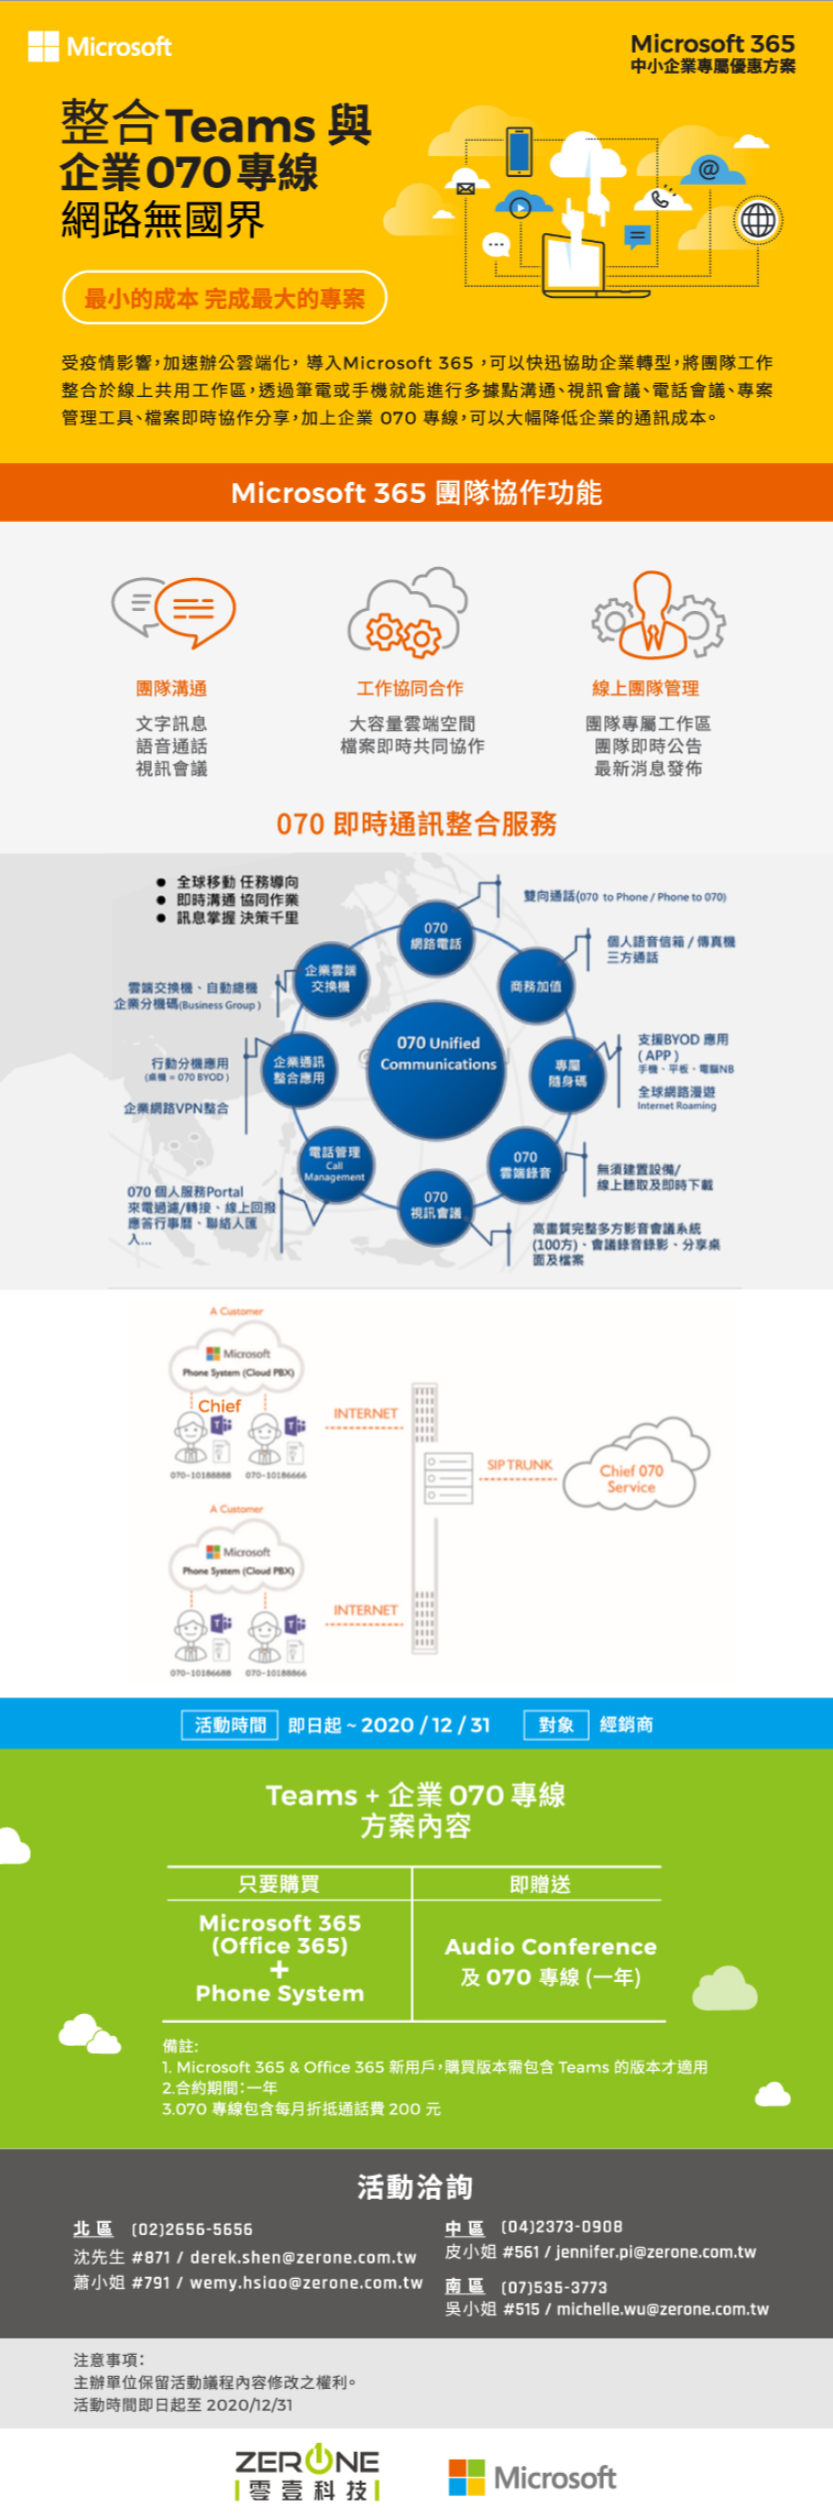 Microsoft
Microsoft 365
中小企業專屬優惠方案
整合Teams 與
企業070專線
網路無國界
最小的成本 完成最大的專案
受疫情影響，加速辦公雲端化，導入Microsoft 365，可以快迅協助企業轉型，將團隊工作
整合於線上共用工作區，透過筆電或手機就能進行多據點溝通、視訊會議、電話會議、專案
管理工具、檔案即時協作分享，加上企業 070 專線，可以大幅降低企業的通訊成本。
Microsoft 365 團隊協作功能
團隊溝通
文字訊息
語音通話
視訊會議
工作協同合作
大容量雲端空間
檔案即時共同協作
線上團隊管理
團隊專屬工作區
團隊即時公告
最新消息發佈
070 即時通訊整合服務
● 全球移動 任務導向
● 即時溝通 協同作業
● 訊息掌握 決策千里
070
網路電話
雙向通話(070 to Phone / Phone to 070)
商務加值
個人語音信箱 / 傳真機
三方通話
專屬
隨身碼
支援BYOD 應用
( APP )
手機、平板、電腦NB
全球網路漫遊
Internet Roaming
070
雲端錄音
無須建置設備/
線上聽取及即時下載
070
視訊會議
高畫質完整多方影音會議系統
(100方)、會議錄音錄影、分享桌
面及檔案
電話管理
Call
Management
070 個人服務Portal
來電過濾/轉接、線上回撥
應答行事曆、聯絡人匯
入...
企業通訊
整合應用
行動分機應用
(桌機 = 070 BYOD )
企業網路VPN整合
企業雲端
交換機
雲端交換機、自動總機
企業分機碼(Business Group )
070 Unified
Communications
A Customer
Microsoft
Phone System (Cloud PBX)
Chief
070-10188888 070-10186666
INTERNET
SIP TRUNK
Chief 070
Service
A Customer
Microsoft
Phone System (Cloud PBX)
070-10186688 070-10188866
INTERNET
活動時間 即日起 ~ 2020 / 12 / 31 對象 經銷商
Teams + 企業 070 專線
方案內容
只要購買
即贈送
Microsoft 365
(Office 365)
+
Phone System
Audio Conference
及 070 專線 (一年)
備註:
1. Microsoft 365 & Office 365 新用戶，購買版本需包含 Teams 的版本才適用
2.合約期間：一年
3.070 專線包含每月折抵通話費 200 元
活動洽詢
北 區 (02)2656-5656
沈先生 #871 / derek.shen@zerone.com.tw
蕭小姐 #791 / wemy.hsiao@zerone.com.tw
中 區 (04)2373-0908
皮小姐 #561 / jennifer.pi@zerone.com.tw
南 區 (07)535-3773
吳小姐 #515 / michelle.wu@zerone.com.tw
注意事項：
主辦單位保留活動議程內容修改之權利。
活動時間即日起至 2020/12/31
ZERONE
零壹科技
Microsoft